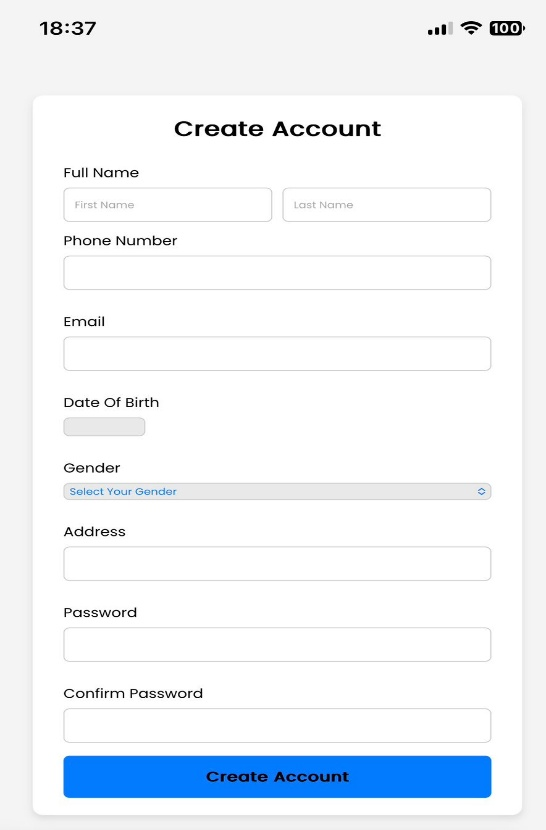 18:37
100
Create Account
Full Name
First Name Last Name
Phone Number
Email
Date Of Birth
Gender
Select Your Gender
Address
Password
Confirm Password
Create Account